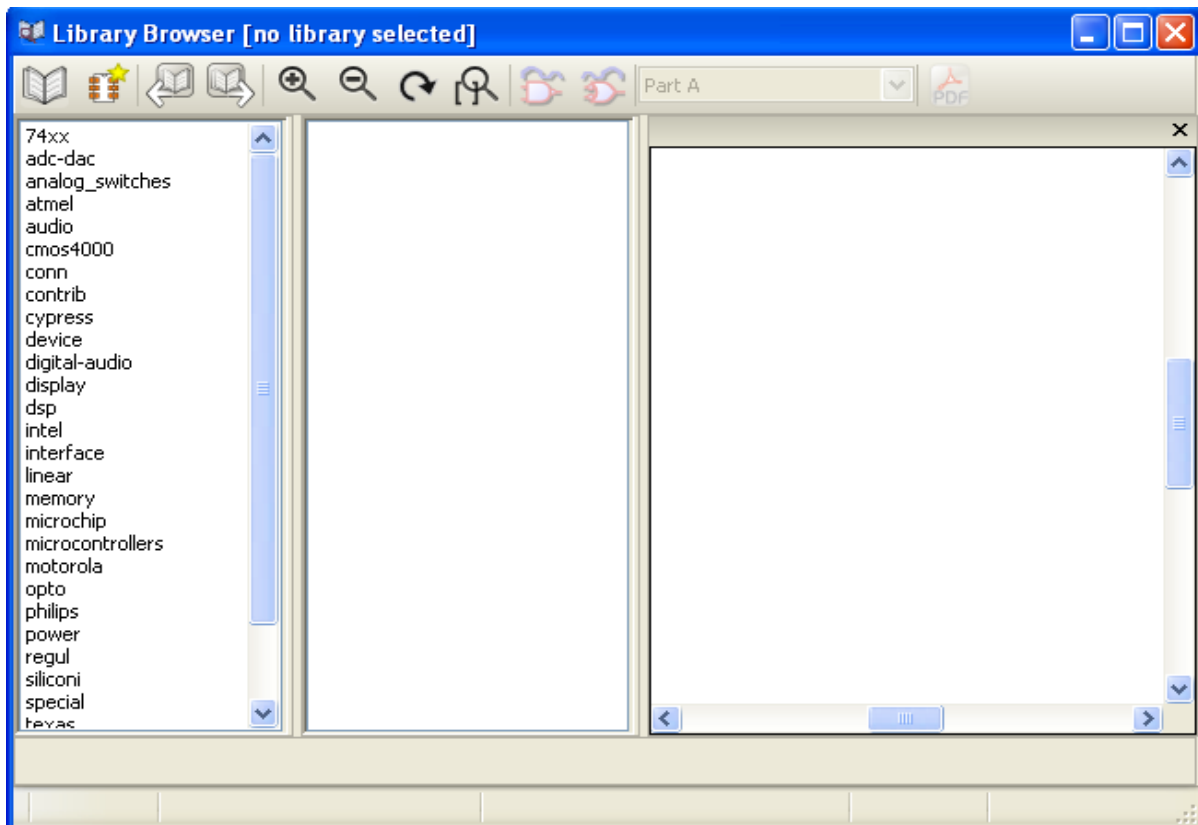 Library Browser [no library selected]
Part A
PDF
74xx
adc-dac
analog_switches
atmel
audio
cmos4000
conn
contrib
cypress
device
digital-audio
display
dsp
intel
interface
linear
memory
microchip
microcontrollers
motorola
opto
philips
power
regul
siliconi
special
texas